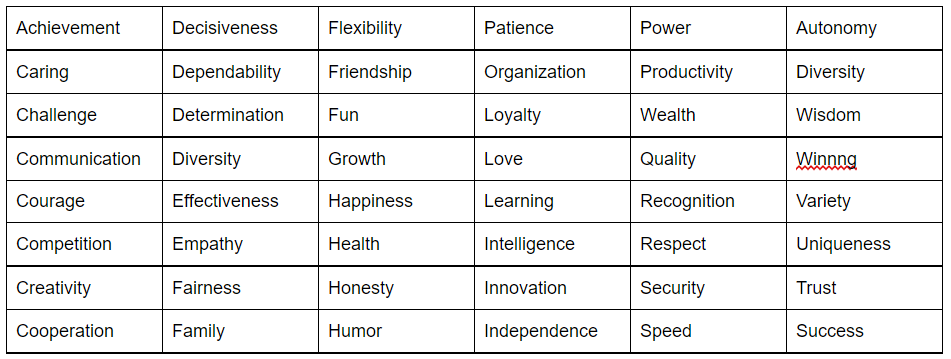 Achievement Decisiveness Flexibility Patience Power Autonomy
Caring Dependability Friendship Organization Productivity Diversity
Challenge Determination Fun Loyalty Wealth Wisdom
Communication Diversity Growth Love Quality Winnng
Courage Effectiveness Happiness Learning Recognition Variety
Competition Empathy Health Intelligence Respect Uniqueness
Creativity Fairness Honesty Innovation Security Trust
Cooperation Family Humor Independence Speed Success